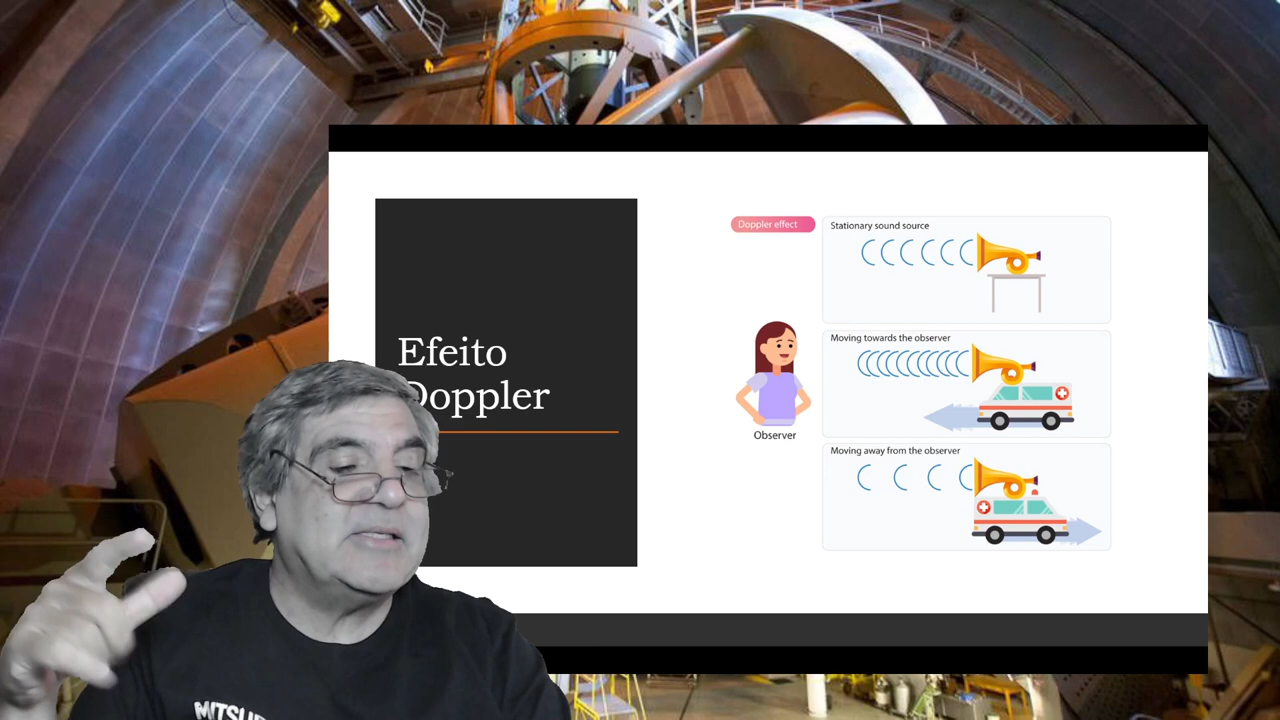 Efeito
Doppler
Doppler effect
Stationary sound source
Moving towards the observer
Observer
Moving away from the observer